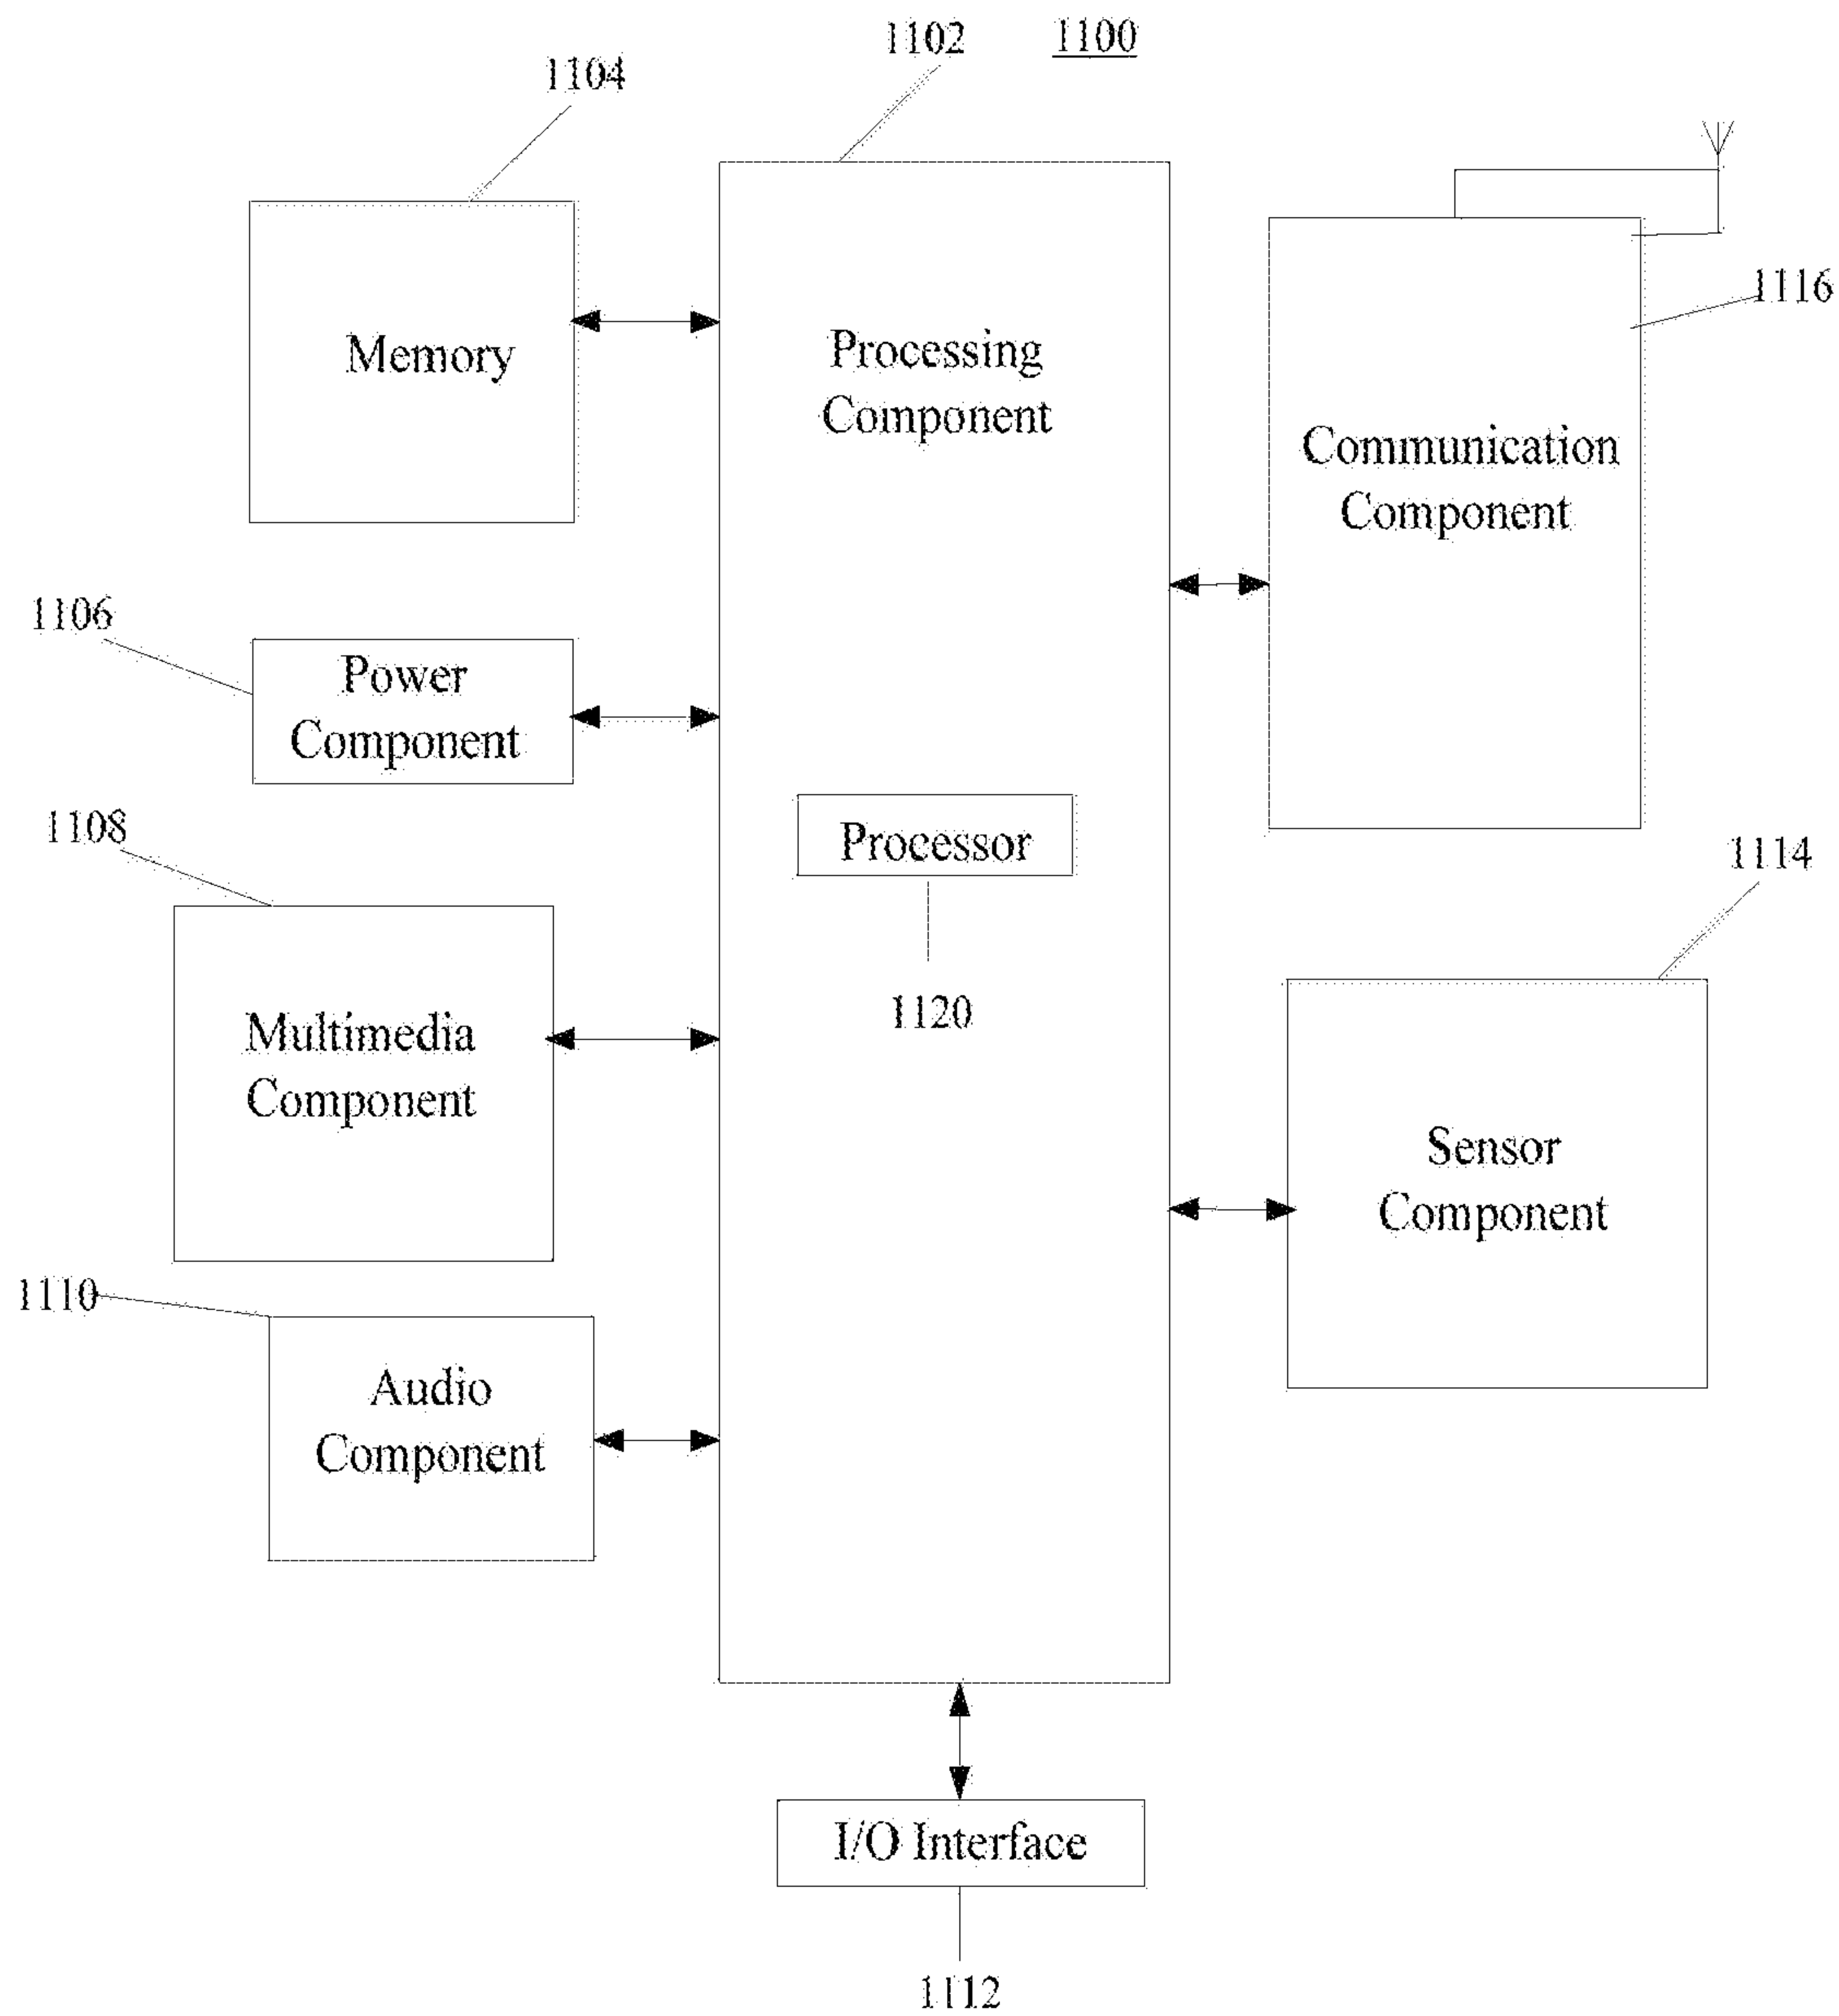 1102
1100
1104
Memory
Processing
Component
1116
Communication
Component
1106
Power
Component
1108
Processor
1114
1120
Multimedia
Component
Sensor
Component
1110
Audio
Component
I/O Interface
1112